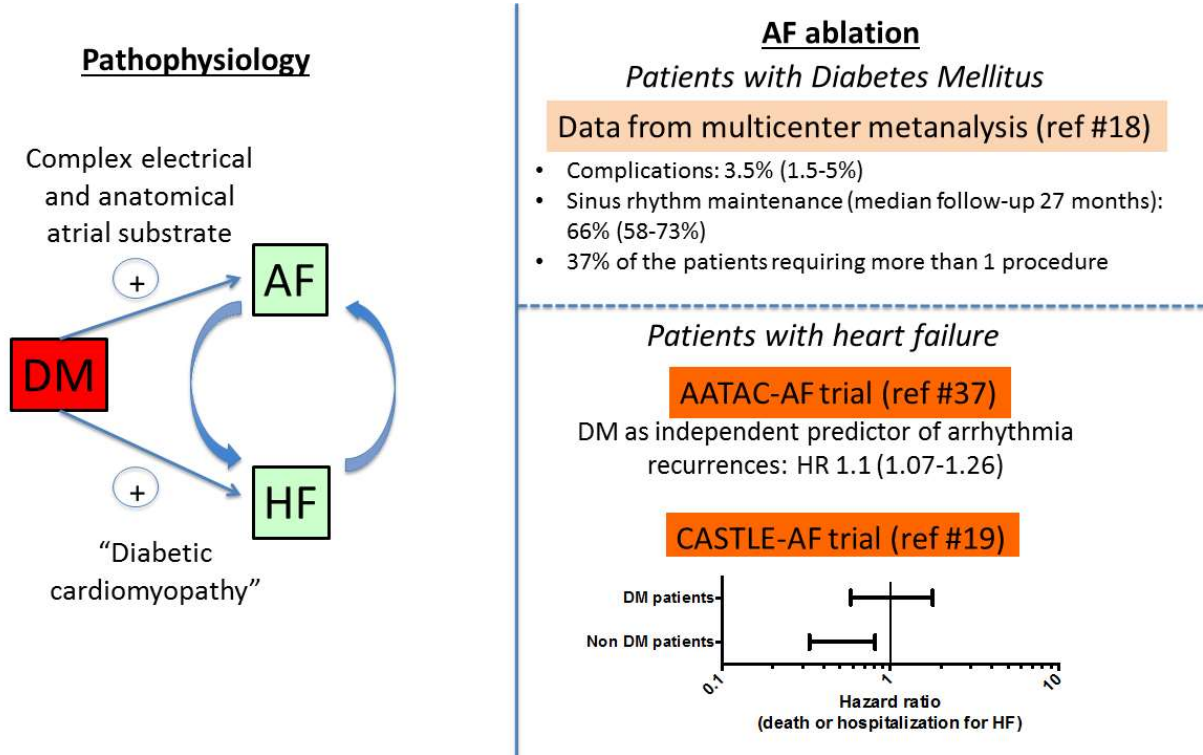 Pathophysiology
Complex electrical
and anatomical
atrial substrate
+
AF
DM
+
HF
“Diabetic
cardiomyopathy”
AF ablation
Patients with Diabetes Mellitus
Data from multicenter metanalysis (ref #18)
• Complications: 3.5% (1.5-5%)
• Sinus rhythm maintenance (median follow-up 27 months):
66% (58-73%)
• 37% of the patients requiring more than 1 procedure
Patients with heart failure
AATAC-AF trial (ref #37)
DM as independent predictor of arrhythmia
recurrences: HR 1.1 (1.07-1.26)
CASTLE-AF trial (ref #19)
DM patients
Non DM patients
0.1 1 10
Hazard ratio
(death or hospitalization for HF)